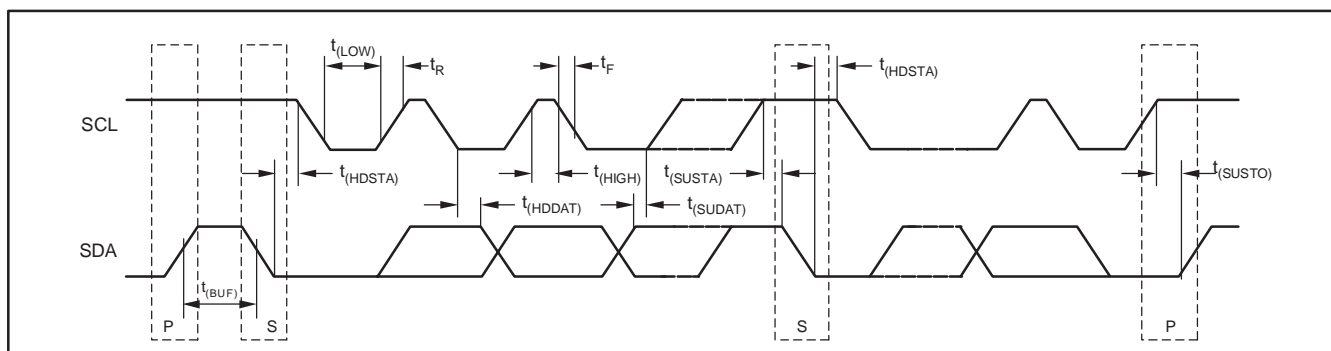 t(LOW)
tR
tF
t(HDSTA)
SCL
t(HDSTA)
t(HIGH)
t(SUSTA)
t(SUSTO)
t(HDDAT)
t(SUDAT)
SDA
t(BUF)
P
S
S
P